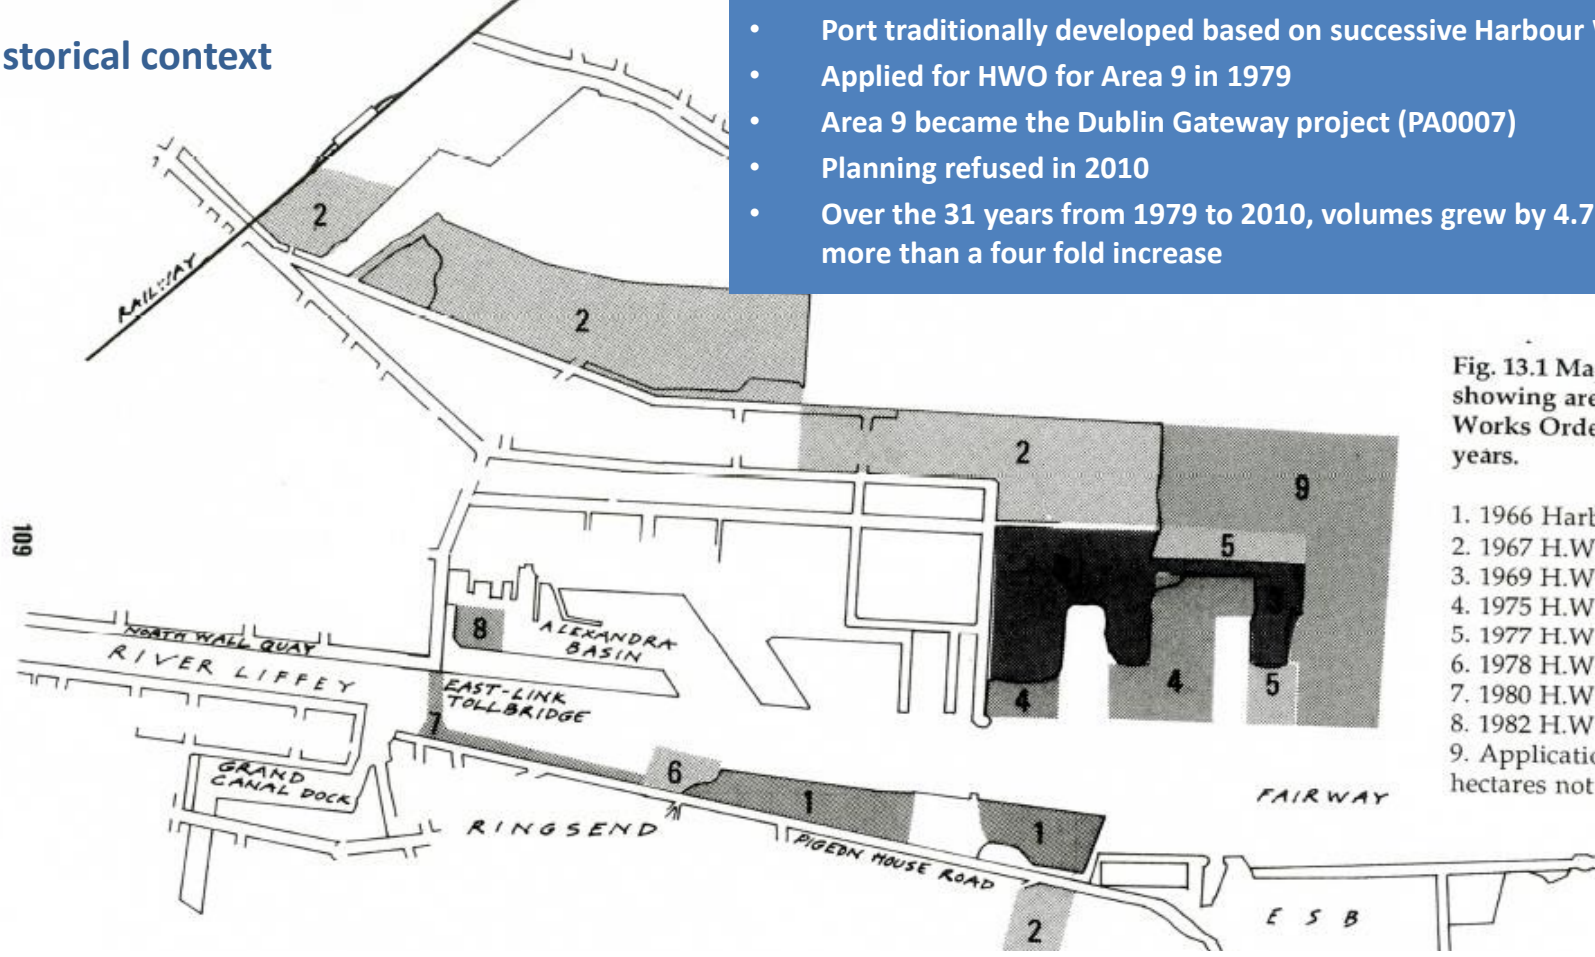 storical context
• Port traditionally developed based on successive Harbour
• Applied for HWO for Area 9 in 1979
• Area 9 became the Dublin Gateway project (PA0007)
• Planning refused in 2010
• Over the 31 years from 1979 to 2010, volumes grew by 4.7
more than a four fold increase
2
RAILWAY
2
Fig. 13.1 Ma
showing are
Works Orde
years.
2
9
1. 1966 Harb
2. 1967 H.W
3. 1969 H.W
4. 1975 H.W
5. 1977 H.W
6. 1978 H.W
7. 1980 H.W
8. 1982 H.W
9. Applicatio
hectares not
109
5
3
8
ALEXANDRA
BASIN
NORTH WALL QUAY
RIVER LIFFEY
EAST-LINK
TOLLBRIDGE
4
4
5
7
6
GRAND
CANAL DOCK
RINGSEND
1
1
FAIRWAY
PIGEON HOUSE ROAD
2
E S B